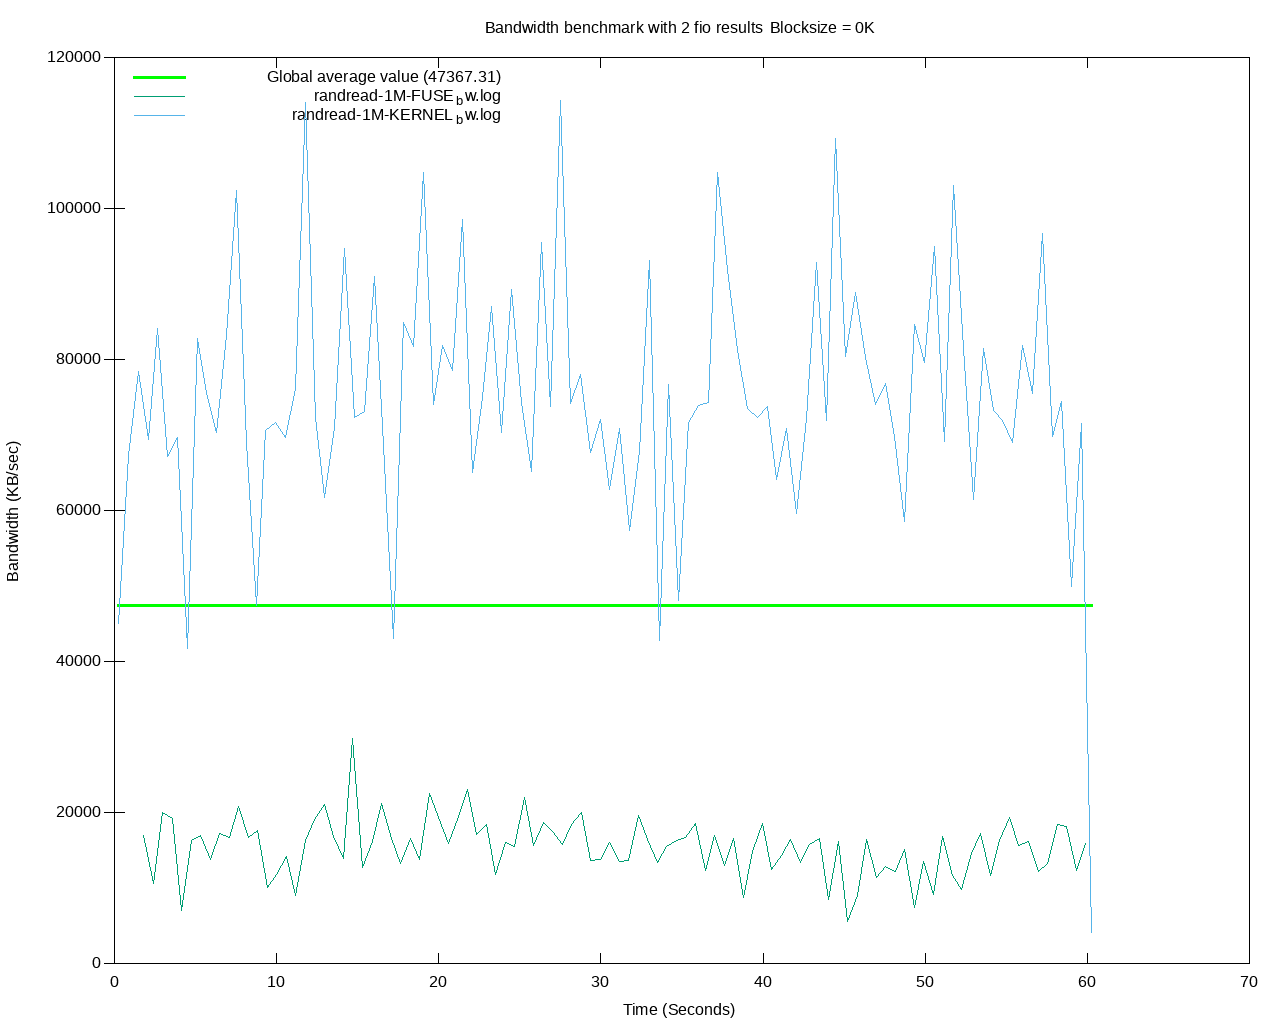 Bandwidth benchmark with 2 fio results Blocksize = 0K
120000
100000
80000
60000
40000
20000
0
Bandwidth (KB/sec)
Global average value (47367.31)
randread-1M-FUSE_bw.log
randread-1M-KERNEL_bw.log
0 10 20 30 40 50 60 70
Time (Seconds)